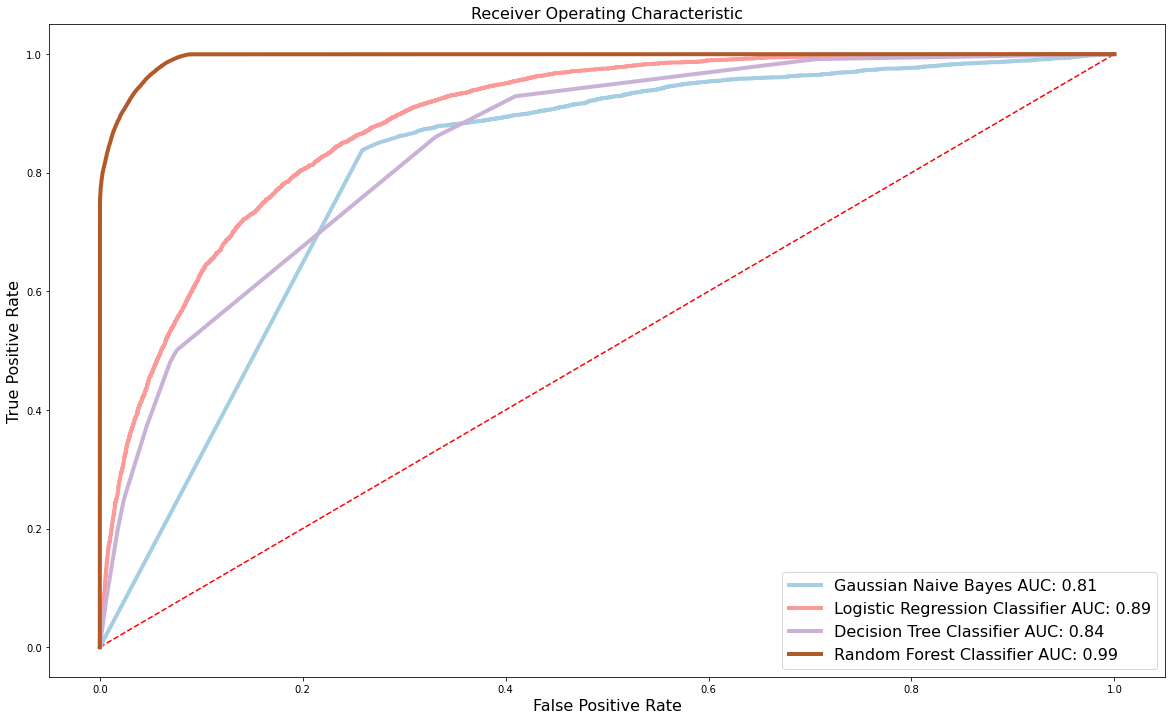 Receiver Operating Characteristic
1.0
0.8
0.6
0.4
0.2
0.0
True Positive Rate
Gaussian Naive Bayes AUC: 0.81
Logistic Regression Classifier AUC: 0.89
Decision Tree Classifier AUC: 0.84
Random Forest Classifier AUC: 0.99
0.0 0.2 0.4 0.6 0.8 1.0
False Positive Rate